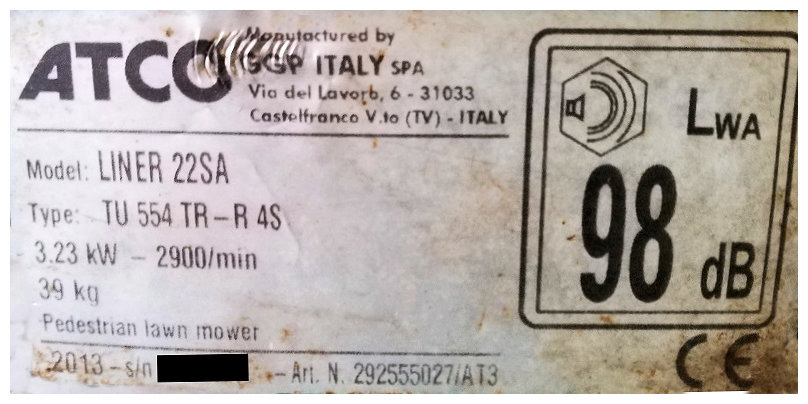 ATCO
Manufactured by
GGP ITALY SPA
Via del Lavoro, 6 - 31033
Castelfranco V.to (TV) - ITALY
Model: LINER 22SA
Type: TU 554 TR-R 4S
3.23 kW - 2900/min
39 kg
Pedestrian lawn mower
2013 - s/n - Art. N. 292555027/AT3
LWA
98 dB
CE